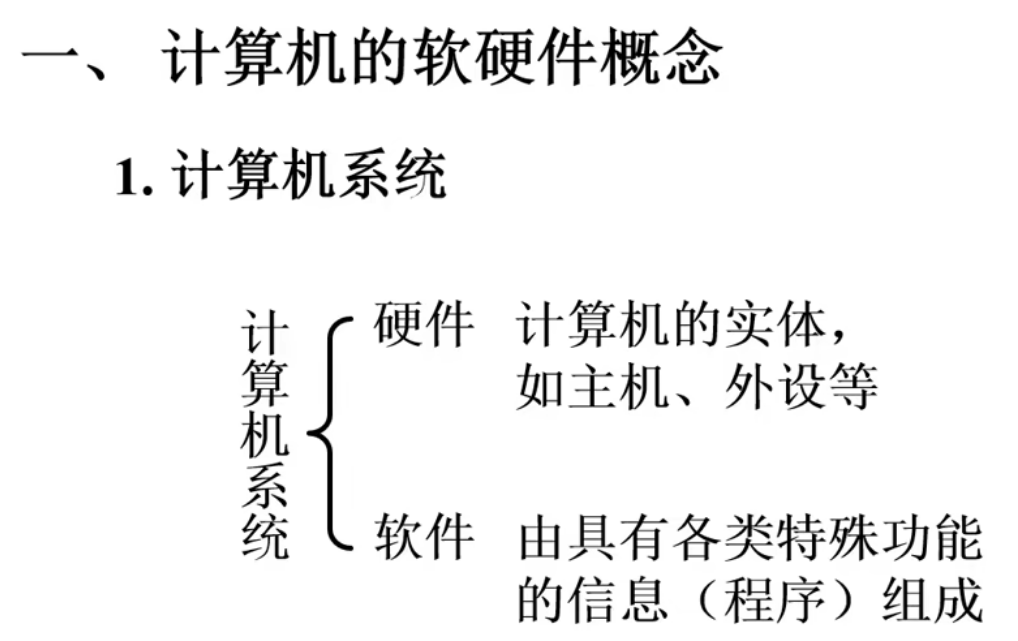 一、 计算机的软硬件概念
1. 计算机系统
计算机系统
硬件 计算机的实体，
如主机、外设等
软件 由具有各类特殊功能
的信息（程序）组成